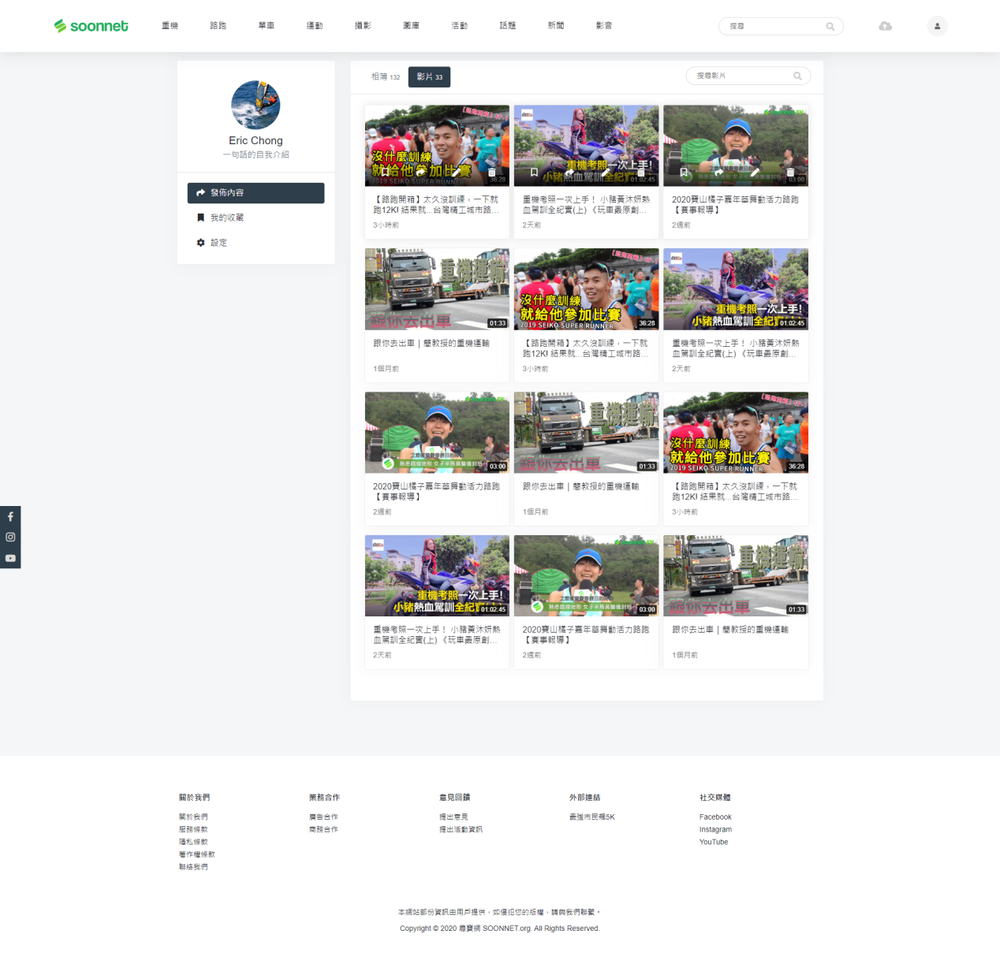 soonnet 重機 路跑 單車 運動 攝影 圖庫 活動 話題 新聞 影音 搜尋
Eric Chong
一句話的自我介紹
發佈內容
我的收藏
設定
相簿 132 影片 33 搜尋影片
沒什麼訓練
就給他參加比賽
36:28
【路跑開箱】太久沒訓練，一下就
跑12K! 結果就...台灣精工城市路...
3小時前
重機考照一次上手!
01:02:45
重機考照一次上手！ 小豬黃沐妍熱
血駕訓全紀實(上) 《玩車最原創...
2天前
03:00
2020寶山橘子嘉年華舞動活力路跑
【賽事報導】
2週前
重機運輸
跟你去出車
01:33
跟你去出車 | 簡教授的重機運輸
1個月前
沒什麼訓練
就給他參加比賽
2019 SEIKO SUPER RUNNER
36:28
【路跑開箱】太久沒訓練，一下就
跑12K! 結果就...台灣精工城市路...
3小時前
重機考照一次上手!
小豬熱血駕訓全紀實
01:02:45
重機考照一次上手！ 小豬黃沐妍熱
血駕訓全紀實(上) 《玩車最原創...
2天前
03:00
2020寶山橘子嘉年華舞動活力路跑
【賽事報導】
2週前
重機運輸
跟你去出車
01:33
跟你去出車 | 簡教授的重機運輸
1個月前
沒什麼訓練
就給他參加比賽
2019 SEIKO SUPER RUNNER
36:28
【路跑開箱】太久沒訓練，一下就
跑12K! 結果就...台灣精工城市路...
3小時前
重機考照一次上手!
小豬熱血駕訓全紀實
01:02:45
重機考照一次上手！ 小豬黃沐妍熱
血駕訓全紀實(上) 《玩車最原創...
2天前
03:00
2020寶山橘子嘉年華舞動活力路跑
【賽事報導】
2週前
重機運輸
跟你去出車
01:33
跟你去出車 | 簡教授的重機運輸
1個月前
關於我們
關於我們
服務條款
隱私條款
著作權條款
聯絡我們
業務合作
廣告合作
商務合作
意見回饋
提出意見
提出活動資訊
外部連結
最強市民飆5K
社交媒體
Facebook
Instagram
YouTube
本網站部份資訊由用戶提供，如侵犯您的版權，請與我們聯繫。
Copyright © 2020 尋寶網 SOONNET.org. All Rights Reserved.